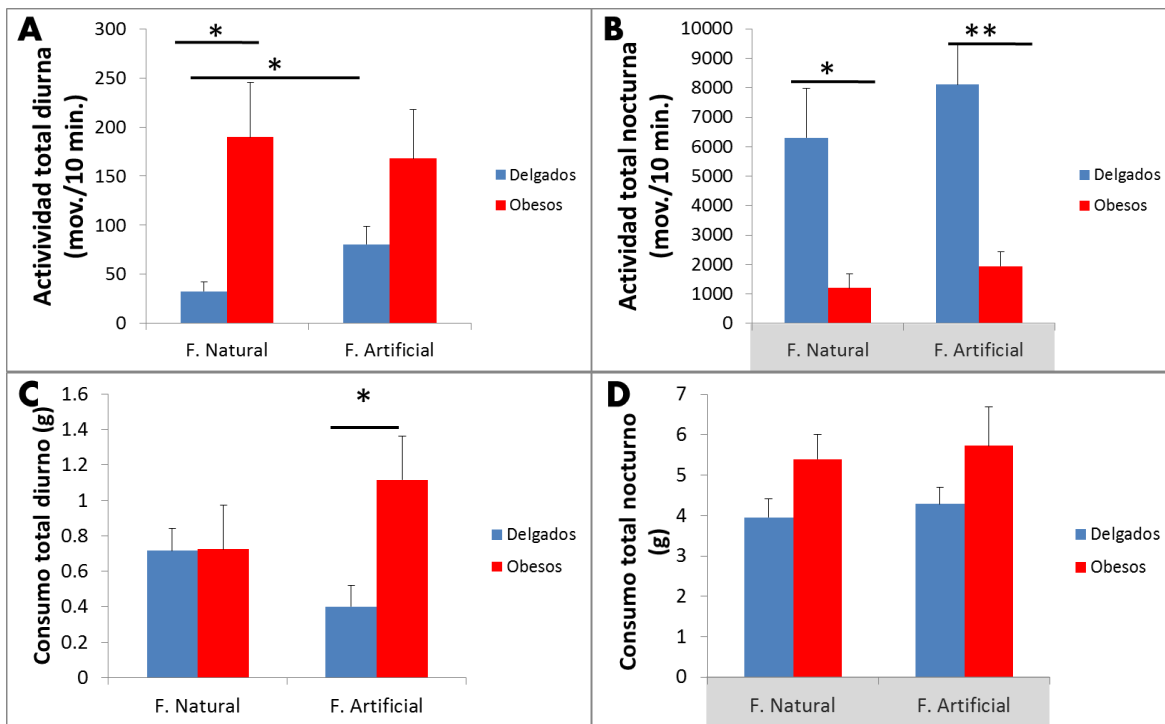 A
Activividad total diurna
(mov./10 min.)
300
250
200
150
100
50
0
*
*
F. Natural
F. Artificial
Delgados
Obesos
B
Actividad total nocturna
(mov./10 min.)
10000
9000
8000
7000
6000
5000
4000
3000
2000
1000
0
*
**
F. Natural
F. Artificial
Delgados
Obesos
C
Consumo total diurno (g)
1.6
1.4
1.2
1
0.8
0.6
0.4
0.2
0
*
F. Natural
F. Artificial
Delgados
Obesos
D
Consumo total nocturno
(g)
7
6
5
4
3
2
1
0
F. Natural
F. Artificial
Delgados
Obesos